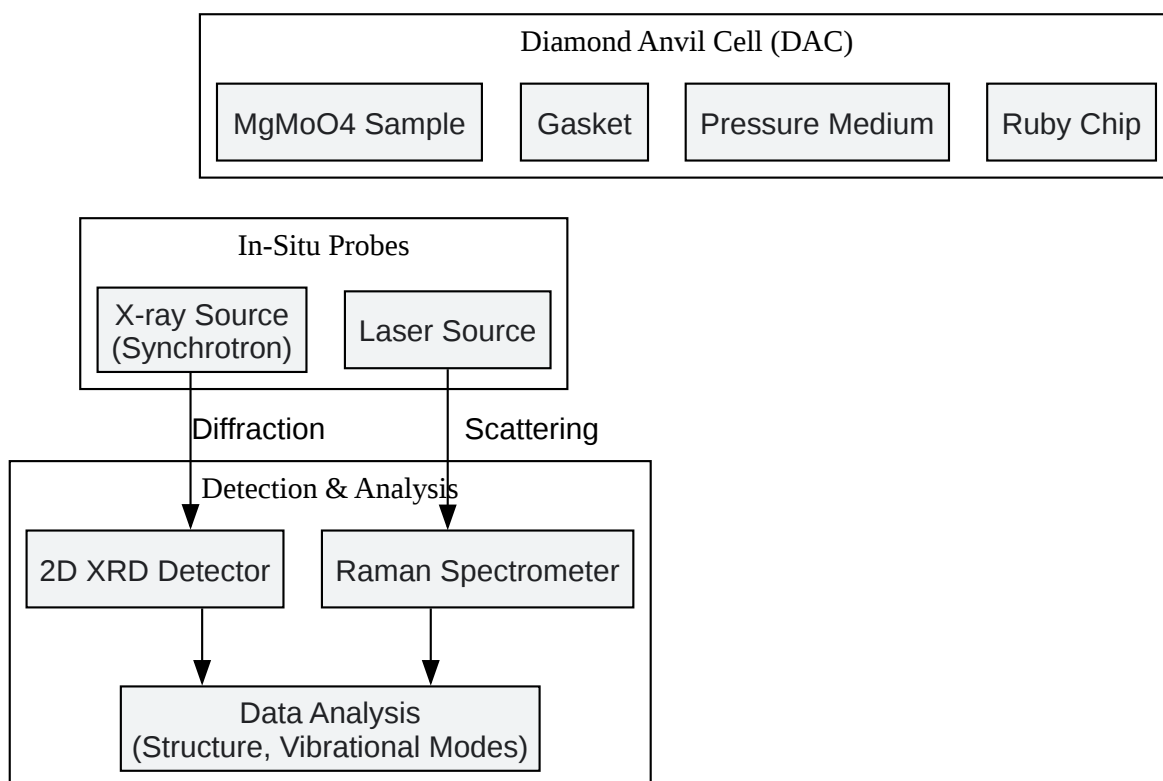 Diamond Anvil Cell (DAC)
MgMoO4 Sample
Gasket
Pressure Medium
Ruby Chip
In-Situ Probes
X-ray Source
(Synchrotron)
Laser Source
Diffraction
Scattering
Detection & Analysis
2D XRD Detector
Raman Spectrometer
Data Analysis
(Structure, Vibrational Modes)